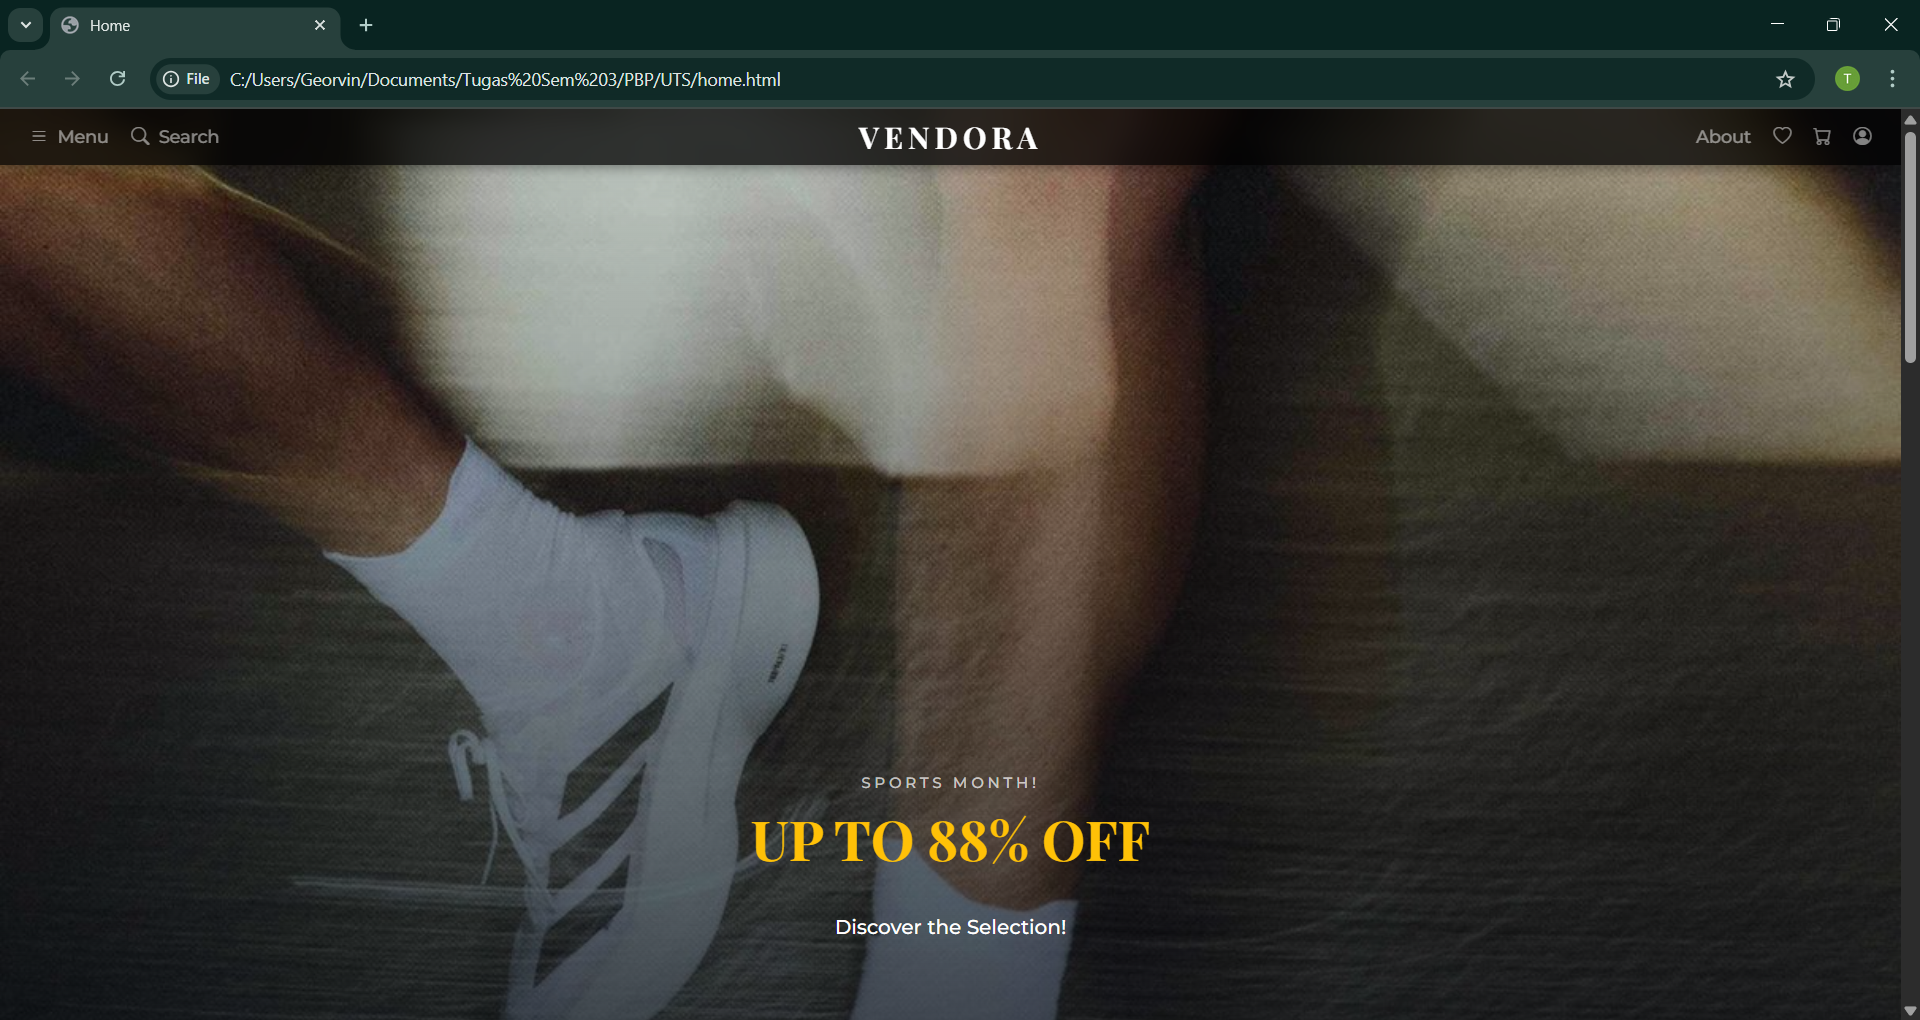 Home
File C:/Users/Georvin/Documents/Tugas%20Sem%203/PBP/UTS/home.html
T
Menu Search VENDORA About
SPORTS MONTH!
UP TO 88% OFF
Discover the Selection!